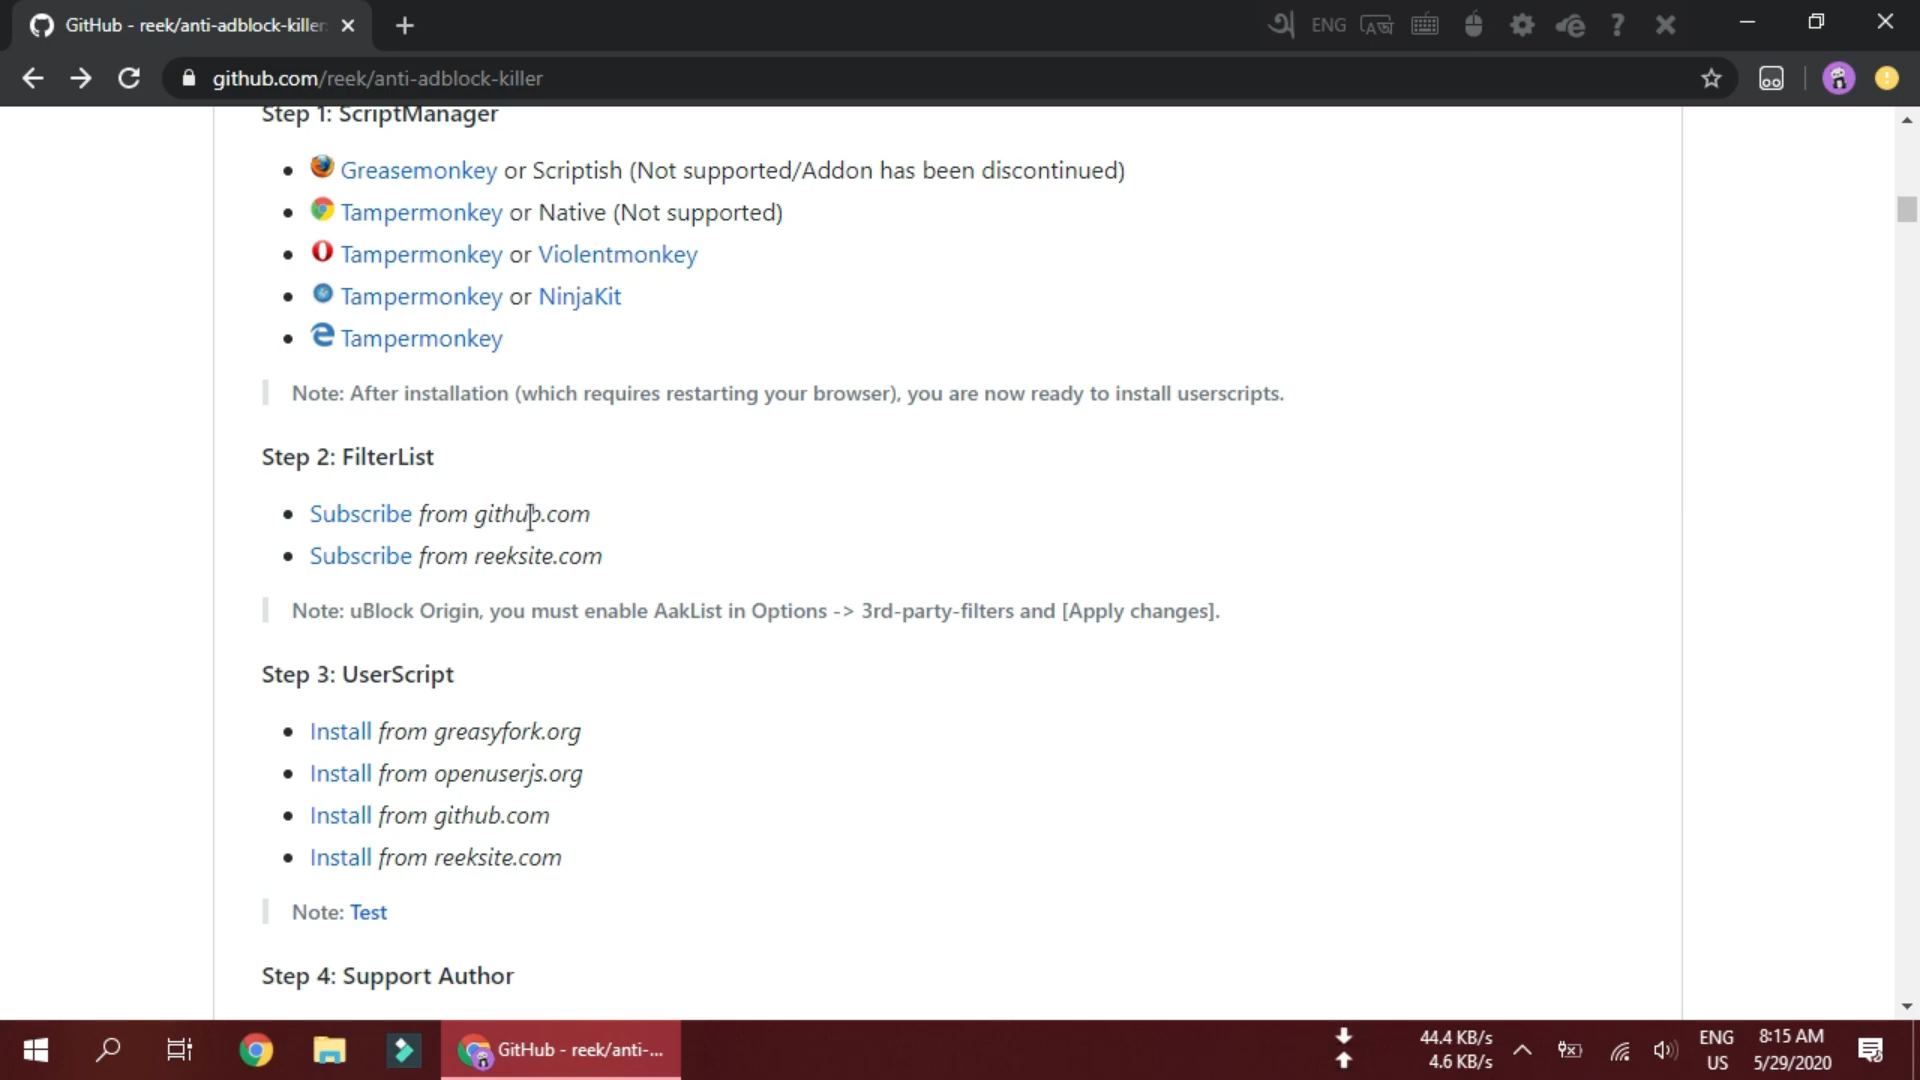 GitHub - reek/anti-adblock-killer
ENG
github.com/reek/anti-adblock-killer
Step 1: ScriptManager
Greasemonkey or Scriptish (Not supported/Addon has been discontinued)
Tampermonkey or Native (Not supported)
Tampermonkey or Violentmonkey
Tampermonkey or NinjaKit
Tampermonkey
Note: After installation (which requires restarting your browser), you are now ready to install userscripts.
Step 2: FilterList
Subscribe from github.com
Subscribe from reeksite.com
Note: uBlock Origin, you must enable AakList in Options -> 3rd-party-filters and [Apply changes].
Step 3: UserScript
Install from greasyfork.org
Install from openuserjs.org
Install from github.com
Install from reeksite.com
Note: Test
Step 4: Support Author
GitHub - reek/anti-...
44.4 KB/s
4.6 KB/s
ENG
US
8:15 AM
5/29/2020